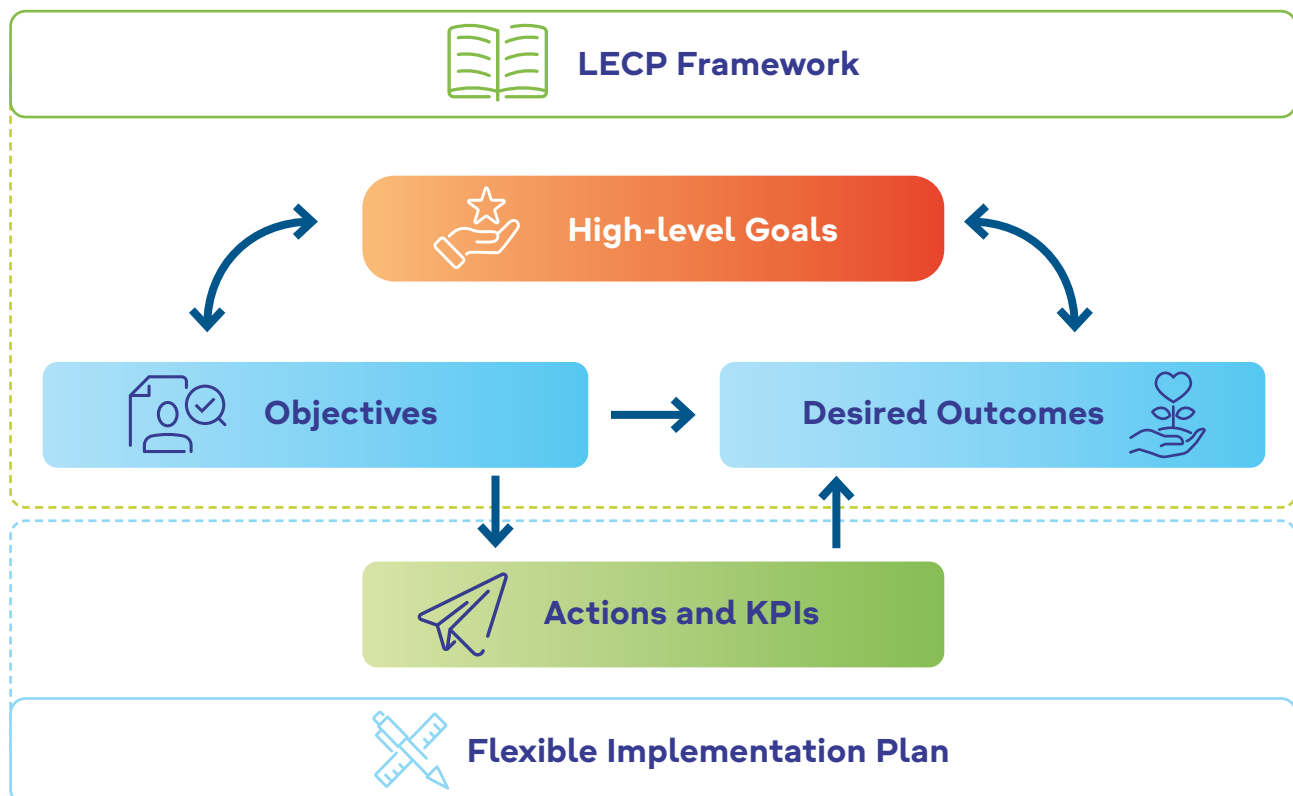 LECP Framework
High-level Goals
Objectives
Desired Outcomes
Actions and KPIs
Flexible Implementation Plan